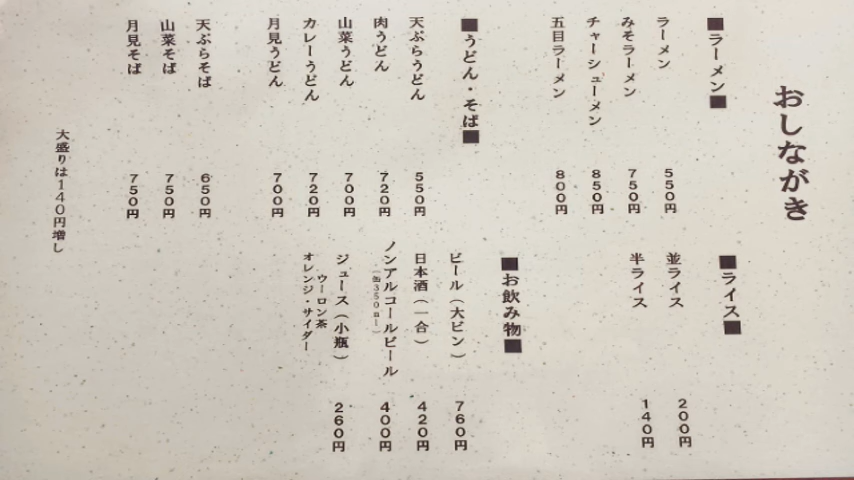 おしながき
■ラーメン■
ラーメン 550円
みそラーメン 750円
チャーシューメン 850円
五目ラーメン 800円
■うどん・そば■
天ぷらうどん 550円
肉うどん 720円
山菜うどん 700円
カレーうどん 720円
月見うどん 700円
天ぷらそば 650円
山菜そば 750円
月見そば 750円
大盛りは140円増し
■ライス■
並ライス 200円
半ライス 140円
■お飲み物■
ビール(大ビン) 760円
日本酒(一合) 420円
ノンアルコールビール 400円
(缶350ml)
ジュース(小瓶) 260円
ウーロン茶
オレンジ・サイダー